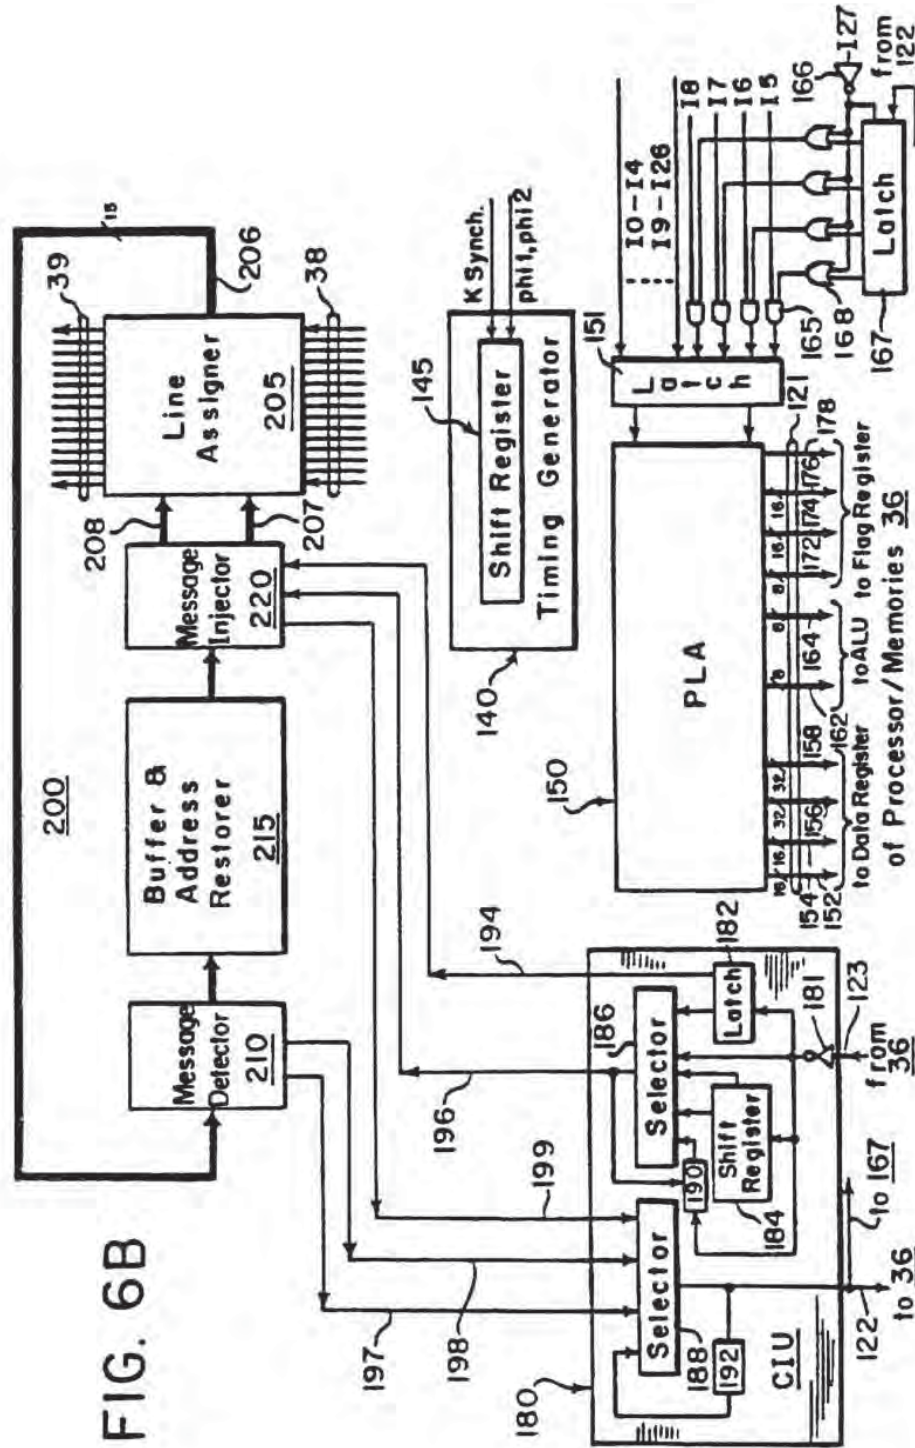 FIG. 6B
200
15
206
39
Line
Assigner
205
38
208
207
Message
Injector
220
Buffer &
Address
Restorer
215
Message
Detector
210
197
198
199
196
194
K Synch.
phi1, phi2
145
Shift Register
Timing Generator
140
180
Selector
188
192
CIU
186
Selector
190
Shift
Register
184
Latch
182
181
123
from
36
122
to 36
to 167
150
PLA
151
Latch
I0-I4
I9-I26
I8
I7
I6
I5
165
166
I27
168
Latch
167
from
122
121
16
16
32
32
8
8
8
16
16
152
154
156
158
162
164
172
174
176
178
to Data Register
to ALU
to Flag Register
of Processor/Memories 36